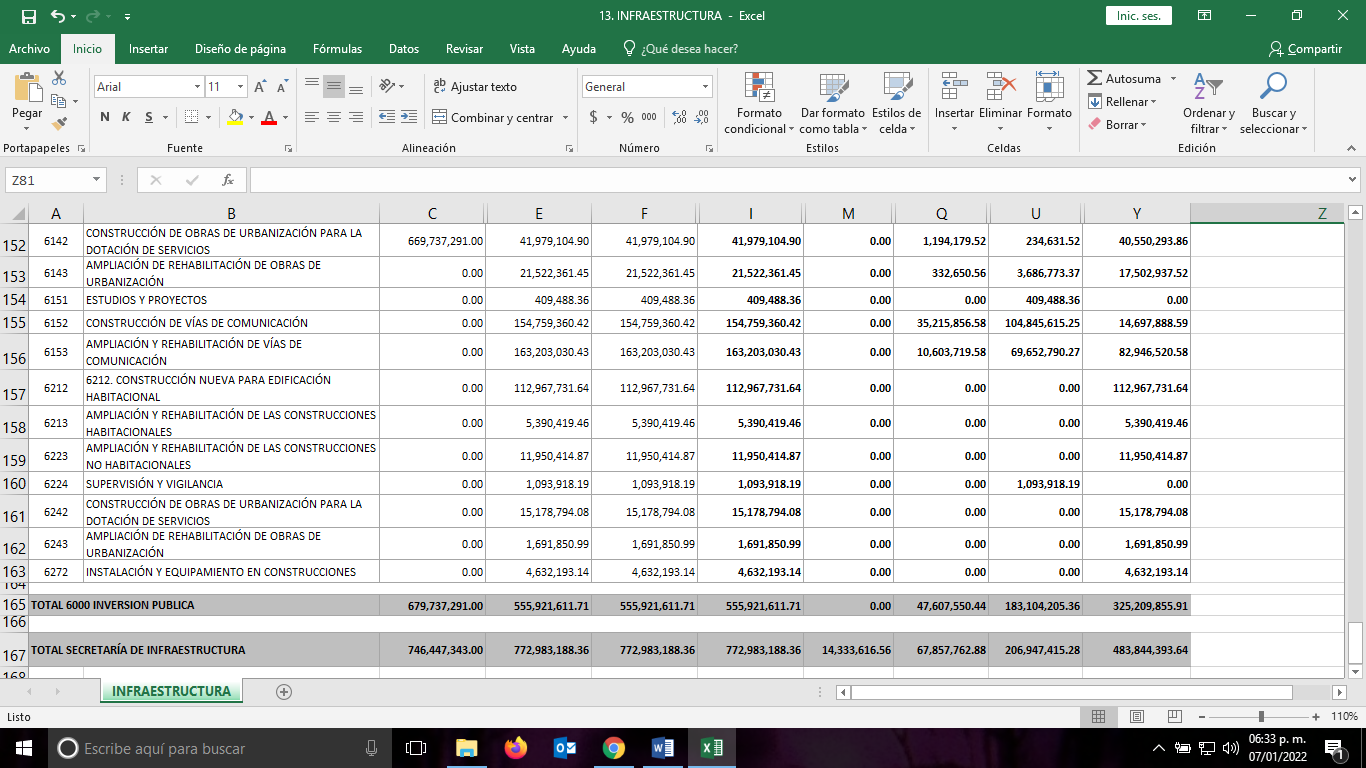 13. INFRAESTRUCTURA - Excel
Inic. ses.
Archivo Inicio Insertar Diseño de página Fórmulas Datos Revisar Vista Ayuda ¿Qué desea hacer? Compartir
Pegar
Portapapeles
Arial 11
N K S
Fuente
Ajustar texto
Combinar y centrar
Alineación
General
$ % 000
Número
Formato condicional
Dar formato como tabla
Estilos de celda
Estilos
Insertar Eliminar Formato
Celdas
Autosuma
Rellenar
Borrar
Ordenar y filtrar
Buscar y seleccionar
Edición
Z81
fx
A B C E F I M Q U Y Z
152 6142 CONSTRUCCIÓN DE OBRAS DE URBANIZACIÓN PARA LA
DOTACIÓN DE SERVICIOS 669,737,291.00 41,979,104.90 41,979,104.90 41,979,104.90 0.00 1,194,179.52 234,631.52 40,550,293.86
153 6143 AMPLIACIÓN DE REHABILITACIÓN DE OBRAS DE
URBANIZACIÓN 0.00 21,522,361.45 21,522,361.45 21,522,361.45 0.00 332,650.56 3,686,773.37 17,502,937.52
154 6151 ESTUDIOS Y PROYECTOS 0.00 409,488.36 409,488.36 409,488.36 0.00 0.00 409,488.36 0.00
155 6152 CONSTRUCCIÓN DE VÍAS DE COMUNICACIÓN 0.00 154,759,360.42 154,759,360.42 154,759,360.42 0.00 35,215,856.58 104,845,615.25 14,697,888.59
156 6153 AMPLIACIÓN Y REHABILITACIÓN DE VÍAS DE
COMUNICACIÓN 0.00 163,203,030.43 163,203,030.43 163,203,030.43 0.00 10,603,719.58 69,652,790.27 82,946,520.58
157 6212 6212. CONSTRUCCIÓN NUEVA PARA EDIFICACIÓN
HABITACIONAL 0.00 112,967,731.64 112,967,731.64 112,967,731.64 0.00 0.00 0.00 112,967,731.64
158 6213 AMPLIACIÓN Y REHABILITACIÓN DE LAS CONSTRUCCIONES
HABITACIONALES 0.00 5,390,419.46 5,390,419.46 5,390,419.46 0.00 0.00 0.00 5,390,419.46
159 6223 AMPLIACIÓN Y REHABILITACIÓN DE LAS CONSTRUCCIONES
NO HABITACIONALES 0.00 11,950,414.87 11,950,414.87 11,950,414.87 0.00 0.00 0.00 11,950,414.87
160 6224 SUPERVISIÓN Y VIGILANCIA 0.00 1,093,918.19 1,093,918.19 1,093,918.19 0.00 0.00 1,093,918.19 0.00
161 6242 CONSTRUCCIÓN DE OBRAS DE URBANIZACIÓN PARA LA
DOTACIÓN DE SERVICIOS 0.00 15,178,794.08 15,178,794.08 15,178,794.08 0.00 0.00 0.00 15,178,794.08
162 6243 AMPLIACIÓN DE REHABILITACIÓN DE OBRAS DE
URBANIZACIÓN 0.00 1,691,850.99 1,691,850.99 1,691,850.99 0.00 0.00 0.00 1,691,850.99
163 6272 INSTALACIÓN Y EQUIPAMIENTO EN CONSTRUCCIONES 0.00 4,632,193.14 4,632,193.14 4,632,193.14 0.00 0.00 0.00 4,632,193.14
164
165 TOTAL 6000 INVERSION PUBLICA 679,737,291.00 555,921,611.71 555,921,611.71 555,921,611.71 0.00 47,607,550.44 183,104,205.36 325,209,855.91
166
167 TOTAL SECRETARÍA DE INFRAESTRUCTURA 746,447,343.00 772,983,188.36 772,983,188.36 772,983,188.36 14,333,616.56 67,857,762.88 206,947,415.28 483,844,393.64
168
INFRAESTRUCTURA
Listo
110%
Escribe aquí para buscar
06:33 p. m.
07/01/2022
1